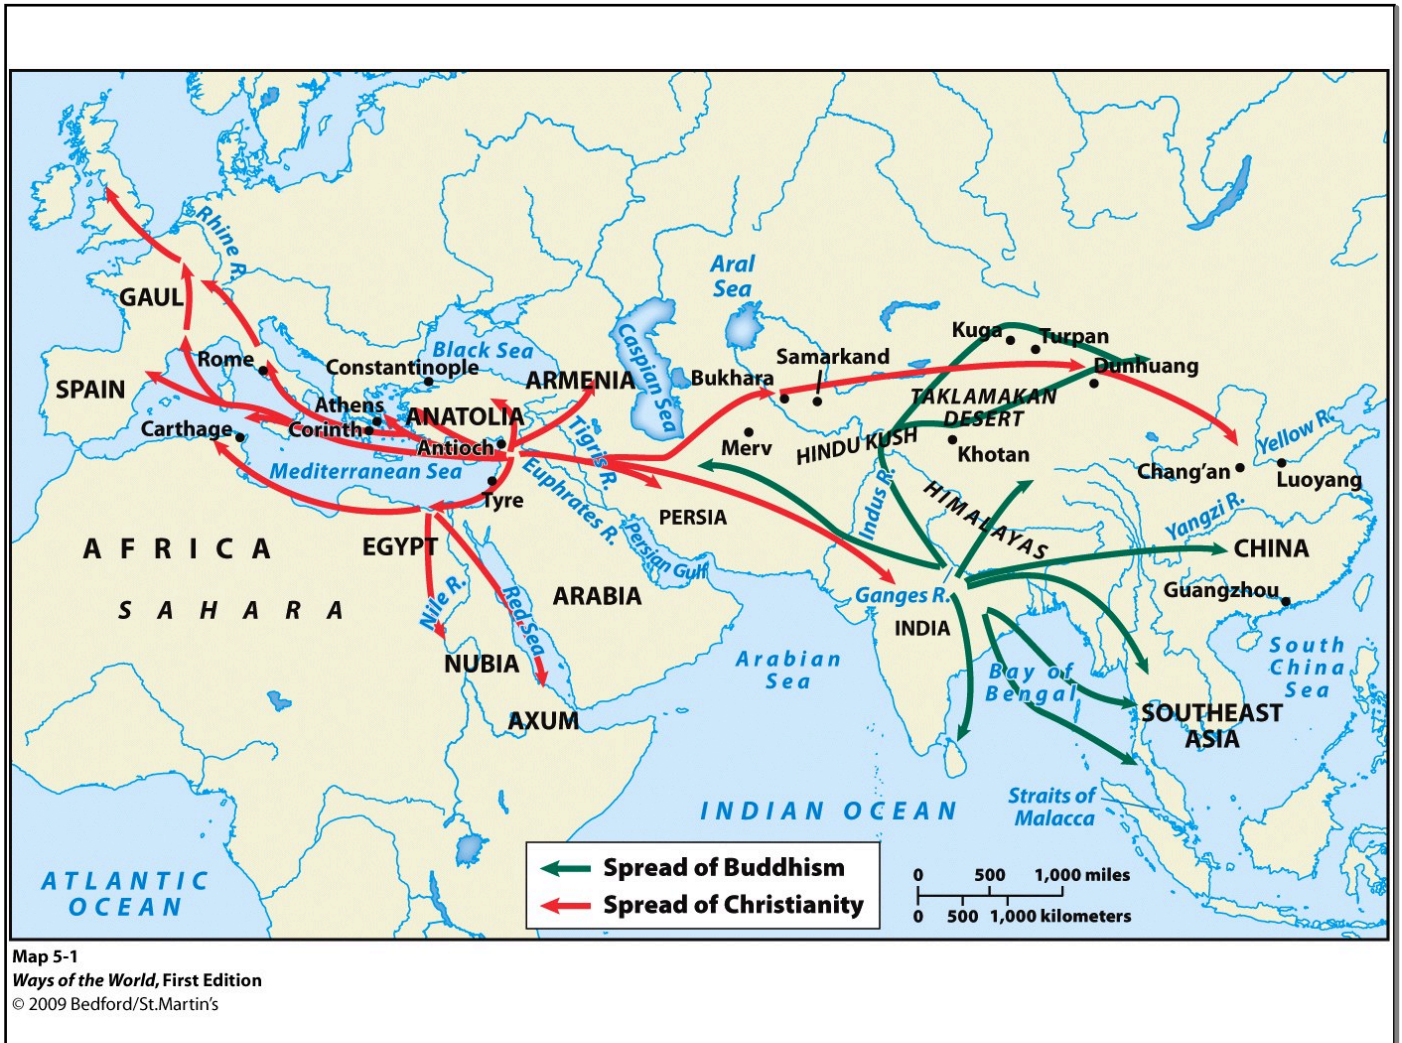 Rhine R.
Aral
Sea
GAUL
Black Sea
Caspian Sea
Kuga
Turpan
Rome
Constantinople
Samarkand
Dunhuang
SPAIN
ARMENIA
Bukhara
TAKLAMAKAN
DESERT
Athens
ANATOLIA
Carthage
Corinth
Antioch
Tigris R.
Merv
HINDU KUSH
Khotan
Yellow R.
Mediterranean Sea
Euphrates R.
Chang'an
Luoyang
Tyre
Indus R.
HIMALAYAS
Yangzi R.
PERSIA
AFRICA
EGYPT
Persian Gulf
CHINA
SAHARA
Nile R.
Red Sea
ARABIA
Ganges R.
Guangzhou
INDIA
NUBIA
Arabian
Sea
Bay of
Bengal
South
China
Sea
AXUM
SOUTHEAST
ASIA
INDIAN OCEAN
Straits of
Malacca
ATLANTIC
OCEAN
Spread of Buddhism
Spread of Christianity
0 500 1,000 miles
0 500 1,000 kilometers
Map 5-1
Ways of the World, First Edition
© 2009 Bedford/St.Martin's